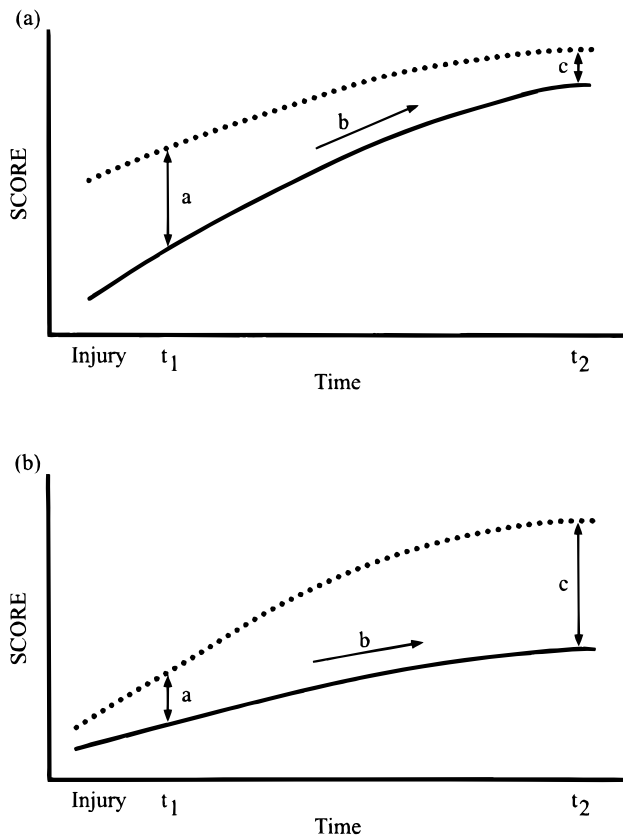 (a)
c
b
a
SCORE
Injury t1 t2
Time
(b)
c
b
a
SCORE
Injury t1 t2
Time